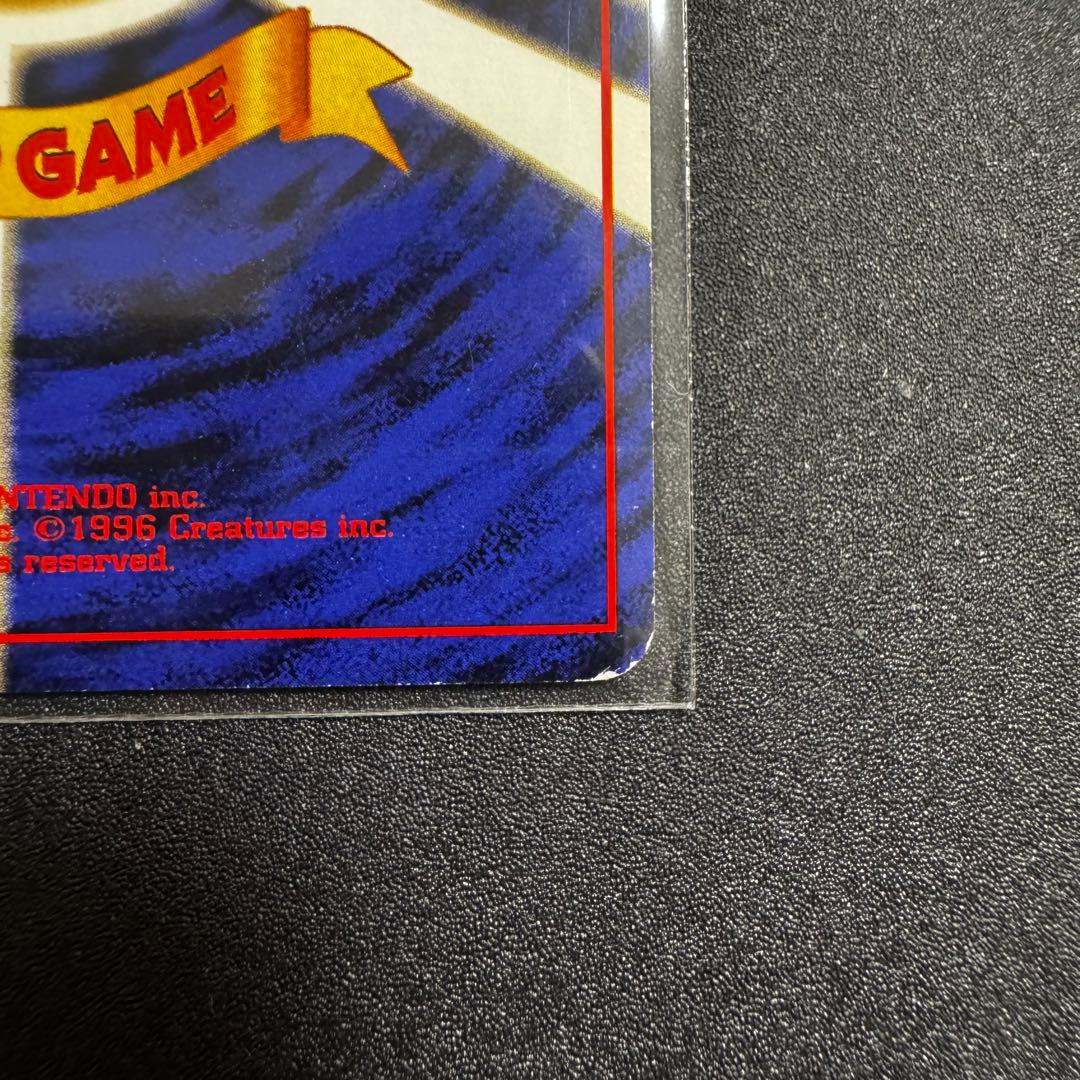 GAME
NTENDO inc.
c. ©1996 Creatures inc.
s reserved.